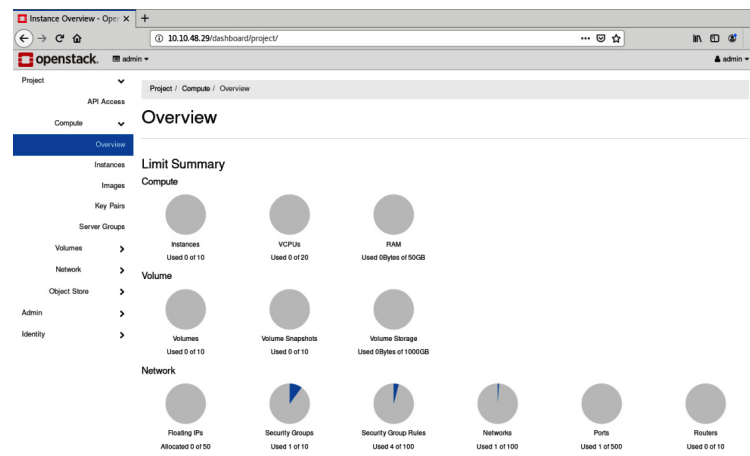 Instance Overview - Oper
10.10.48.29/dashboard/project/
openstack. admin admin
Project
API Access
Compute
Overview
Instances
Images
Key Pairs
Server Groups
Volumes
Network
Object Store
Admin
Identity
Project / Compute / Overview
Overview
Limit Summary
Compute
Instances VCPUs RAM
Used 0 of 10 Used 0 of 20 Used 0Bytes of 50GB
Volume
Volumes Volume Snapshots Volume Storage
Used 0 of 10 Used 0 of 10 Used 0Bytes of 1000GB
Network
Floating IPs Security Groups Security Group Rules Networks Ports Routers
Allocated 0 of 50 Used 1 of 10 Used 4 of 100 Used 1 of 100 Used 1 of 500 Used 0 of 10